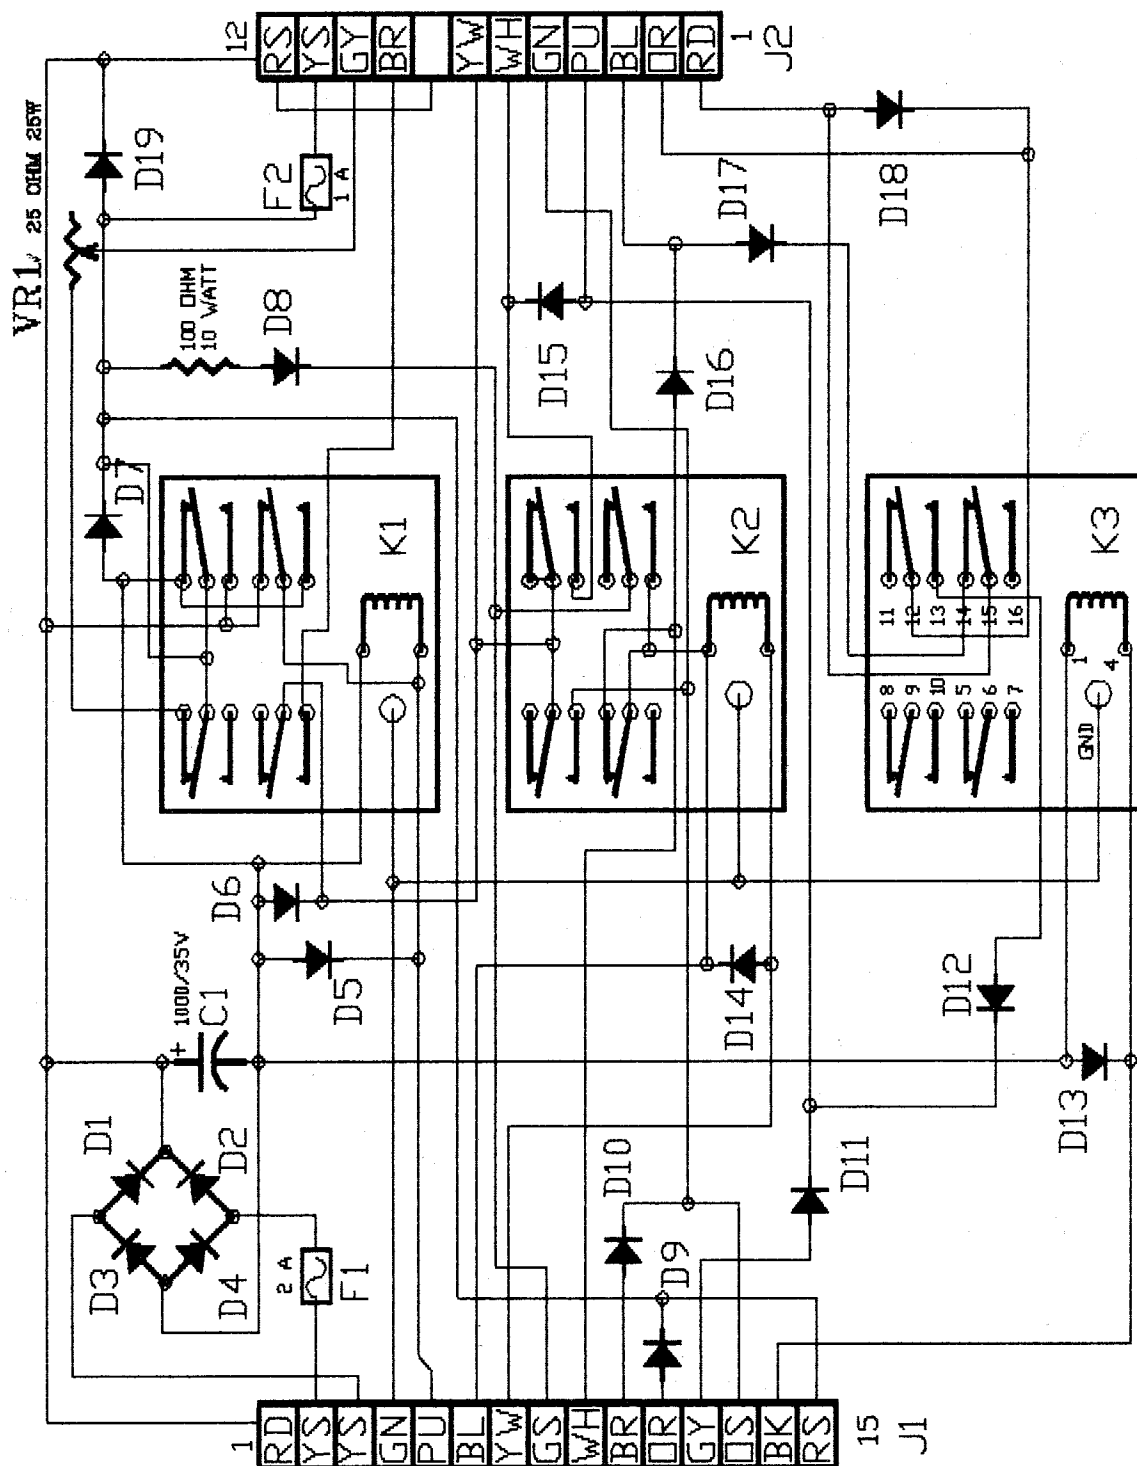 12
RS
YS
GY
BR
YW
WH
GN
PU
BL
OR
RD
1
J2
VR1 25 OHM 25W
D19
F2
1 A
D17
D18
100 OHM
10 WATT
D8
D15
D16
D7
K1
K2
K3
11
12
13
14
15
16
8
9
10
5
6
7
1
4
GND
D6
D5
1000/35V
+
C1
D14
D12
D13
D1
D2
D3
D4
2 A
F1
D10
D9
D11
1
RD
YS
YS
GN
PU
BL
YW
GS
WH
BR
OR
GY
OS
BK
RS
15
J1